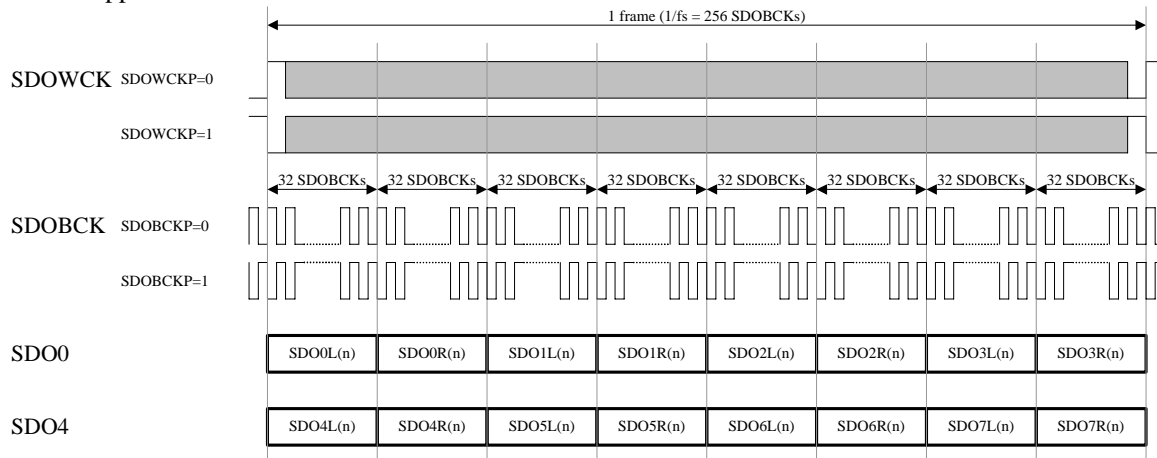 1 frame (1/fs = 256 SDOBCKs)
SDOWCK SDOWCKP=0
SDOWCKP=1
32 SDOBCKs 32 SDOBCKs 32 SDOBCKs 32 SDOBCKs 32 SDOBCKs 32 SDOBCKs 32 SDOBCKs 32 SDOBCKs
SDOBCK SDOBCKP=0
SDOBCKP=1
SDO0 SDO0L(n) SDO0R(n) SDO1L(n) SDO1R(n) SDO2L(n) SDO2R(n) SDO3L(n) SDO3R(n)
SDO4 SDO4L(n) SDO4R(n) SDO5L(n) SDO5R(n) SDO6L(n) SDO6R(n) SDO7L(n) SDO7R(n)